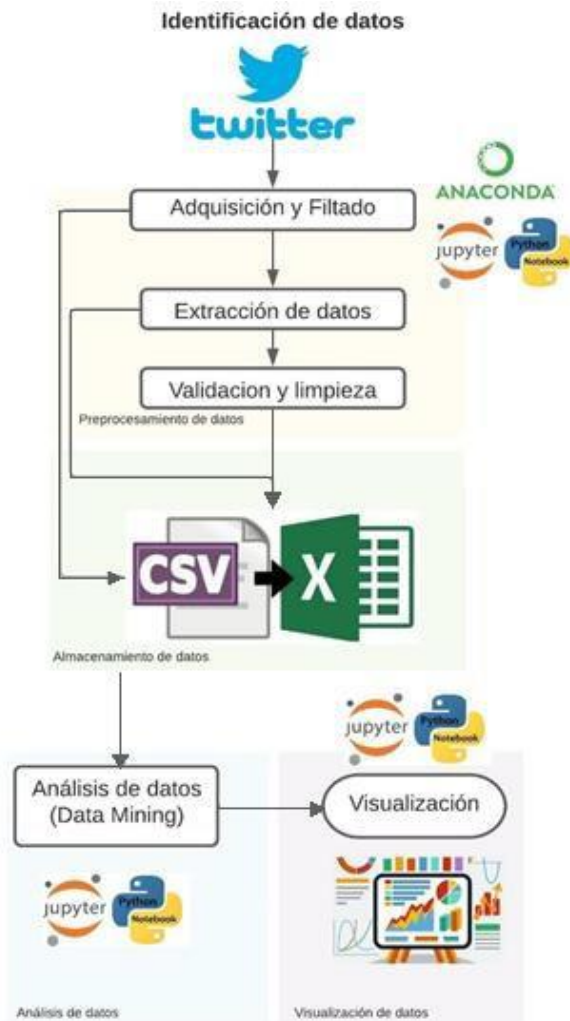 Identificación de datos
twitter
Adquisición y Filtado
ANACONDA
jupyter
Python
Notebook
Extracción de datos
Validacion y limpieza
Preprocesamiento de datos
CSV
X
Almacenamiento de datos
jupyter
Python
Notebook
Análisis de datos
(Data Mining)
Visualización
jupyter
Python
Notebook
Análisis de datos
Visualización de datos